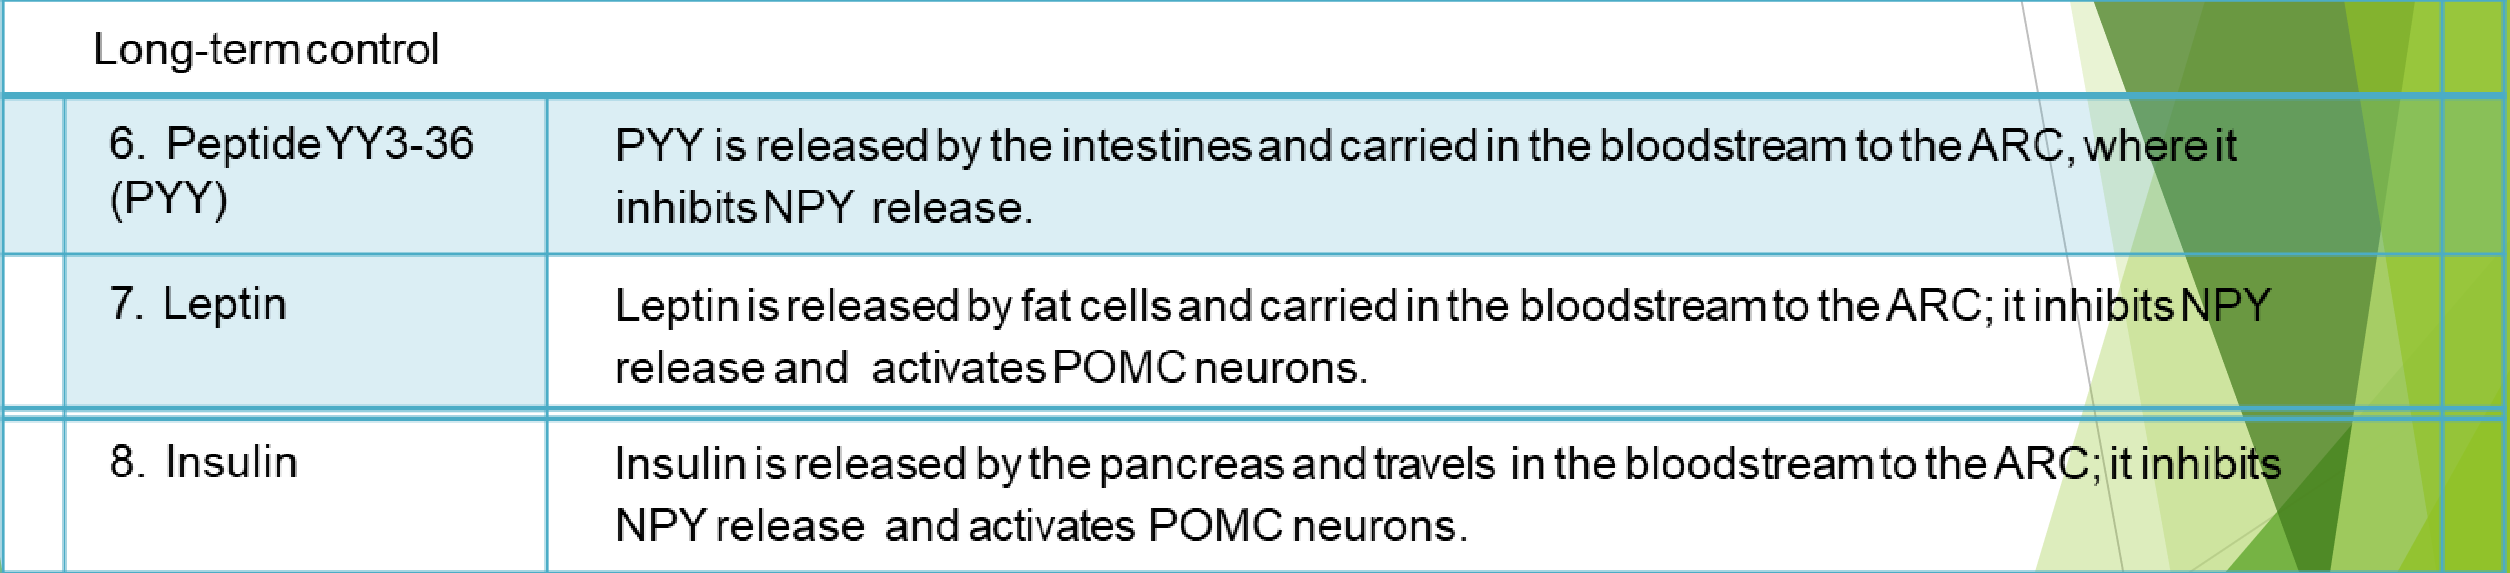 Long-term control
6. Peptide YY3-36
(PYY)
PYY is released by the intestines and carried in the bloodstream to the ARC, where it
inhibits NPY release.
7. Leptin
Leptin is released by fat cells and carried in the bloodstream to the ARC; it inhibits NPY
release and activates POMC neurons.
8. Insulin
Insulin is released by the pancreas and travels in the bloodstream to the ARC; it inhibits
NPY release and activates POMC neurons.